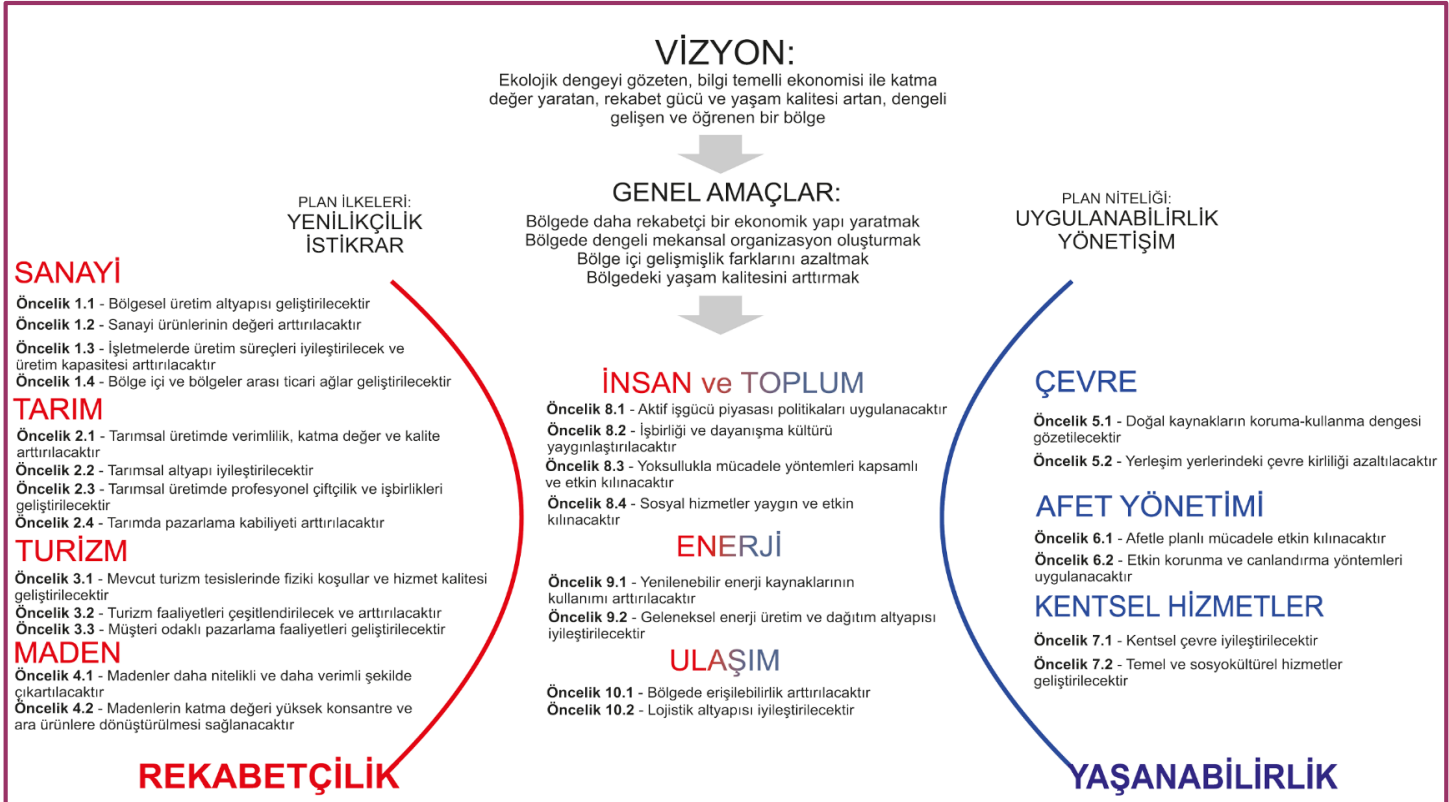 VİZYON:
Ekolojik dengeyi gözeten, bilgi temelli ekonomisi ile katma
değer yaratan, rekabet gücü ve yaşam kalitesi artan, dengeli
gelişen ve öğrenen bir bölge
GENEL AMAÇLAR:
Bölgede daha rekabetçi bir ekonomik yapı yaratmak
Bölgede dengeli mekansal organizasyon oluşturmak
Bölge içi gelişmişlik farklarını azaltmak
Bölgedeki yaşam kalitesini arttırmak
PLAN İLKELERİ:
YENİLİKÇİLİK
İSTİKRAR
SANAYİ
Öncelik 1.1 - Bölgesel üretim altyapısı geliştirilecektir
Öncelik 1.2 - Sanayi ürünlerinin değeri arttırılacaktır
Öncelik 1.3 - İşletmelerde üretim süreçleri iyileştirilecek ve
üretim kapasitesi arttırılacaktır
Öncelik 1.4 - Bölge içi ve bölgeler arası ticari ağlar geliştirilecektir
TARIM
Öncelik 2.1 - Tarımsal üretimde verimlilik, katma değer ve kalite
arttırılacaktır
Öncelik 2.2 - Tarımsal altyapı iyileştirilecektir
Öncelik 2.3 - Tarımsal üretimde profesyonel çiftçilik ve işbirlikleri
geliştirilecektir
Öncelik 2.4 - Tarımda pazarlama kabiliyeti arttırılacaktır
TURİZM
Öncelik 3.1 - Mevcut turizm tesislerinde fiziki koşullar ve hizmet kalitesi
geliştirilecektir
Öncelik 3.2 - Turizm faaliyetleri çeşitlendirilecek ve arttırılacaktır
Öncelik 3.3 - Müşteri odaklı pazarlama faaliyetleri geliştirilecektir
MADEN
Öncelik 4.1 - Madenler daha nitelikli ve daha verimli şekilde
çıkartılacaktır
Öncelik 4.2 - Madenlerin katma değeri yüksek konsantre ve
ara ürünlere dönüştürülmesi sağlanacaktır
REKABETÇİLİK
İNSAN ve TOPLUM
Öncelik 8.1 - Aktif işgücü piyasası politikaları uygulanacaktır
Öncelik 8.2 - İşbirliği ve dayanışma kültürü
yaygınlaştırılacaktır
Öncelik 8.3 - Yoksullukla mücadele yöntemleri kapsamlı
ve etkin kılınacaktır
Öncelik 8.4 - Sosyal hizmetler yaygın ve etkin
kılınacaktır
ENERJİ
Öncelik 9.1 - Yenilenebilir enerji kaynaklarının
kullanımı arttırılacaktır
Öncelik 9.2 - Geleneksel enerji üretim ve dağıtım altyapısı
iyileştirilecektir
ULAŞIM
Öncelik 10.1 - Bölgede erişilebilirlik arttırılacaktır
Öncelik 10.2 - Lojistik altyapısı iyileştirilecektir
PLAN NİTELİĞİ:
UYGULANABİLİRLİK
YÖNETİŞİM
ÇEVRE
Öncelik 5.1 - Doğal kaynakların koruma-kullanma dengesi
gözetilecektir
Öncelik 5.2 - Yerleşim yerlerindeki çevre kirliliği azaltılacaktır
AFET YÖNETİMİ
Öncelik 6.1 - Afetle planlı mücadele etkin kılınacaktır
Öncelik 6.2 - Etkin korunma ve canlandırma yöntemleri
uygulanacaktır
KENTSEL HİZMETLER
Öncelik 7.1 - Kentsel çevre iyileştirilecektir
Öncelik 7.2 - Temel ve sosyokültürel hizmetler
geliştirilecektir
YAŞANABİLİRLİK